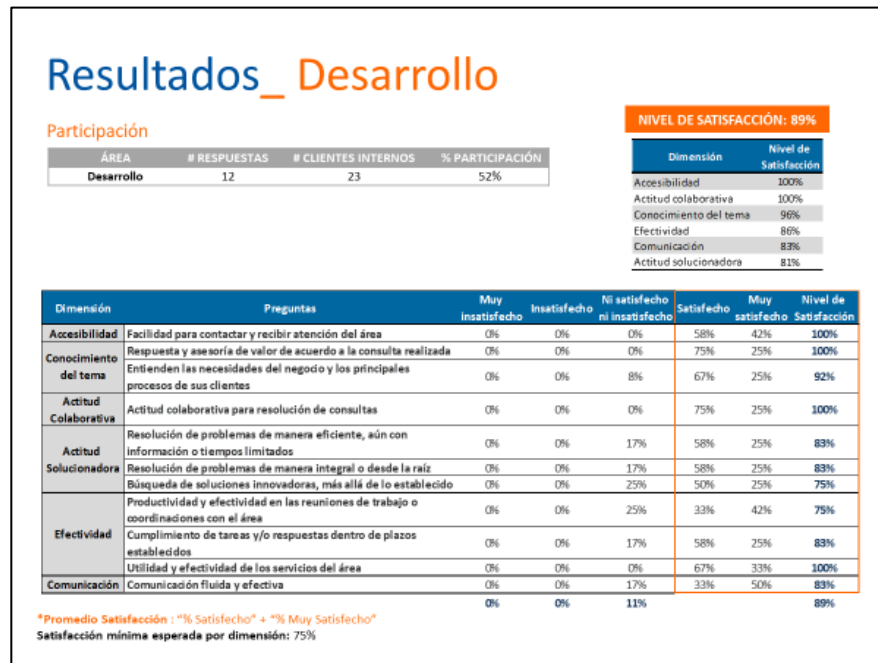 Resultados_ Desarrollo
NIVEL DE SATISFACCIÓN: 89%
Participación
ÁREA # RESPUESTAS # CLIENTES INTERNOS % PARTICIPACIÓN
Desarrollo 12 23 52%
Dimensión Nivel de Satisfacción
Accesibilidad 100%
Actitud colaborativa 100%
Conocimiento del tema 96%
Efectividad 86%
Comunicación 83%
Actitud solucionadora 81%
Dimensión Preguntas Muy insatisfecho Insatisfecho Ni satisfecho ni insatisfecho Satisfecho Muy satisfecho Nivel de Satisfacción
Accesibilidad Facilidad para contactar y recibir atención del área 0% 0% 0% 58% 42% 100%
Conocimiento del tema Respuesta y asesoría de valor de acuerdo a la consulta realizada 0% 0% 0% 75% 25% 100%
Entienden las necesidades del negocio y los principales procesos de sus clientes 0% 0% 8% 67% 25% 92%
Actitud Colaborativa Actitud colaborativa para resolución de consultas 0% 0% 0% 75% 25% 100%
Actitud Solucionadora Resolución de problemas de manera eficiente, aún con información o tiempos limitados 0% 0% 17% 58% 25% 83%
Resolución de problemas de manera integral o desde la raíz 0% 0% 17% 58% 25% 83%
Búsqueda de soluciones innovadoras, más allá de lo establecido 0% 0% 25% 50% 25% 75%
Efectividad Productividad y efectividad en las reuniones de trabajo o coordinaciones con el área 0% 0% 25% 33% 42% 75%
Cumplimiento de tareas y/o respuestas dentro de plazos establecidos 0% 0% 17% 58% 25% 83%
Utilidad y efectividad de los servicios del área 0% 0% 0% 67% 33% 100%
Comunicación Comunicación fluida y efectiva 0% 0% 17% 33% 50% 83%
0% 0% 11% 89%
*Promedio Satisfacción : "% Satisfecho" + "% Muy Satisfecho"
Satisfacción mínima esperada por dimensión: 75%